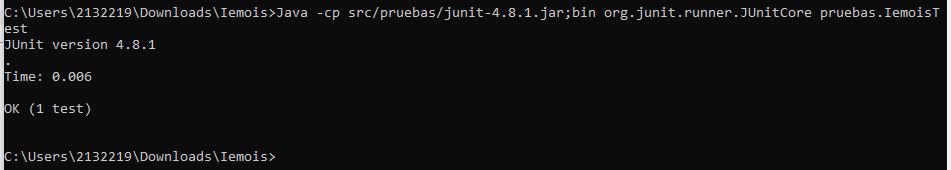 C:\Users\2132219\Downloads\Iemois>Java -cp src/pruebas/junit-4.8.1.jar;bin org.junit.runner.JUnitCore pruebas.IemoisT
est
JUnit version 4.8.1
.
Time: 0.006
OK (1 test)
C:\Users\2132219\Downloads\Iemois>